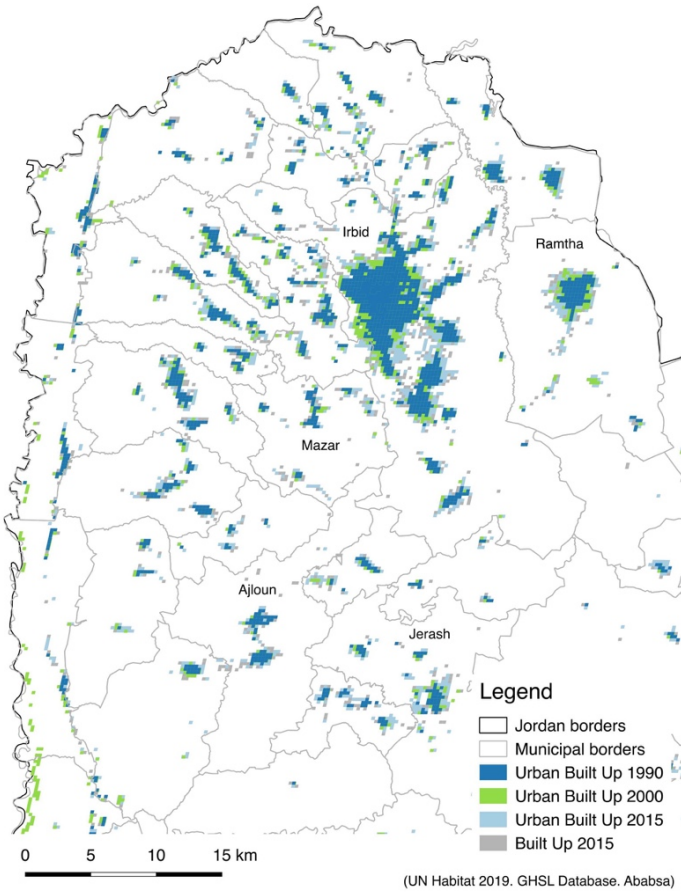 Irbid
Ramtha
Mazar
Ajloun
Jerash
Legend
Jordan borders
Municipal borders
Urban Built Up 1990
Urban Built Up 2000
Urban Built Up 2015
Built Up 2015
0 5 10 15 km
(UN Habitat 2019. GHSL Database. Ababsa)